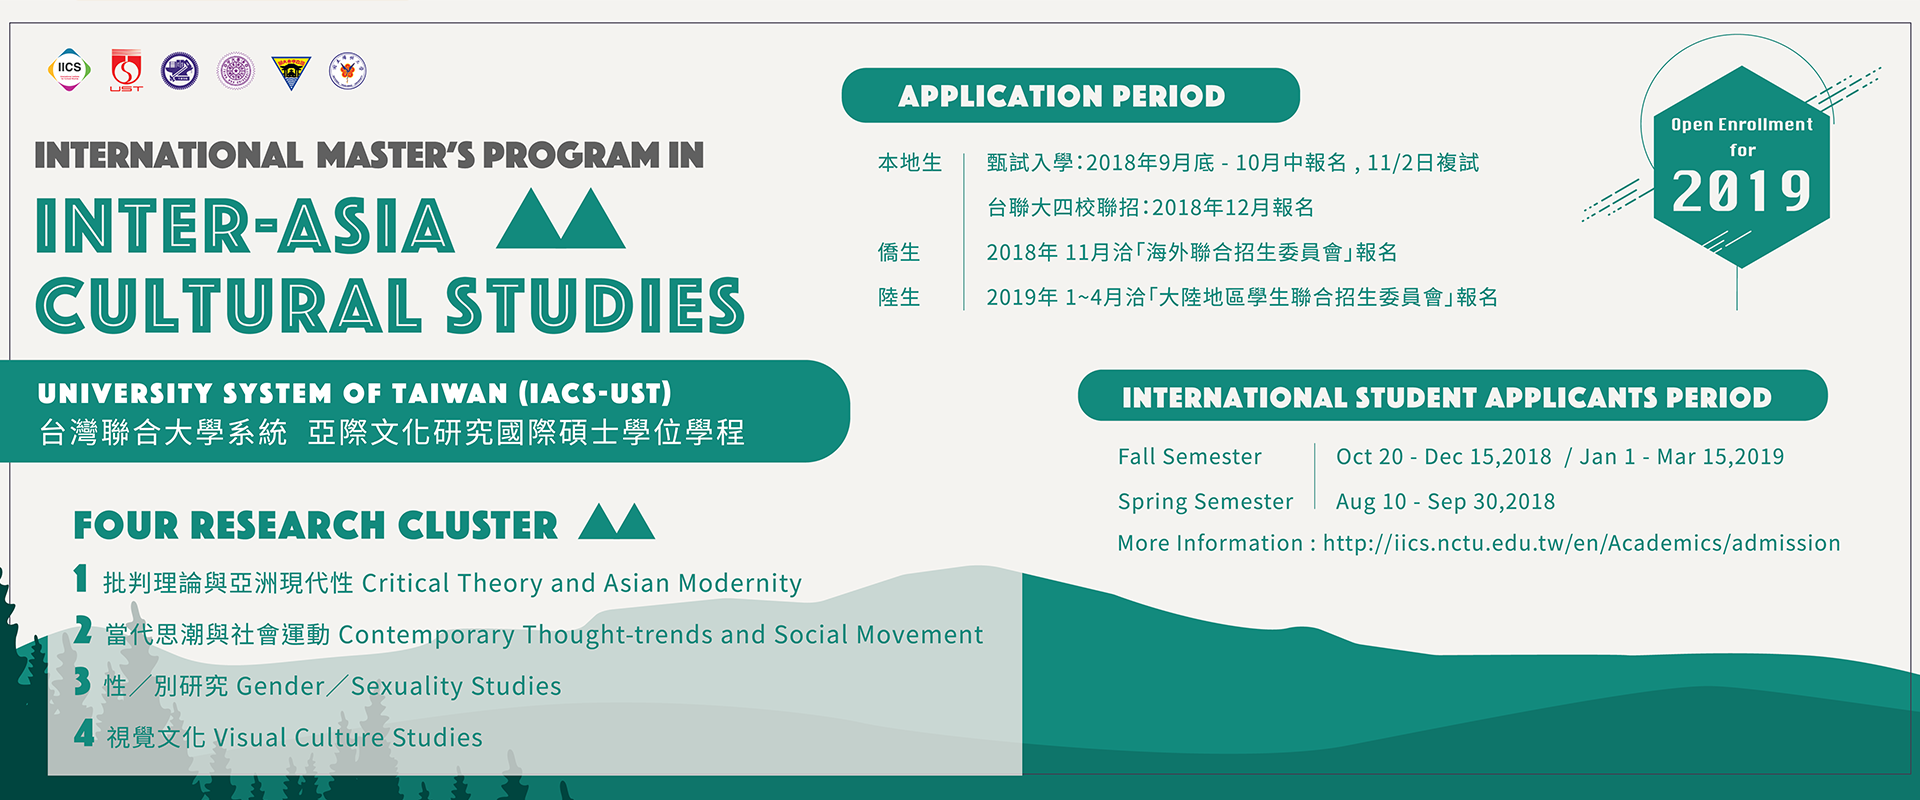 IICS
UST
INTERNATIONAL MASTER'S PROGRAM IN
INTER-ASIA
CULTURAL STUDIES
UNIVERSITY SYSTEM OF TAIWAN (IACS-UST)
台灣聯合大學系統 亞際文化研究國際碩士學位學程
FOUR RESEARCH CLUSTER
1 批判理論與亞洲現代性 Critical Theory and Asian Modernity
2 當代思潮與社會運動 Contemporary Thought-trends and Social Movement
3 性／別研究 Gender／Sexuality Studies
4 視覺文化 Visual Culture Studies
APPLICATION PERIOD
本地生 甄試入學：2018年9月底 - 10月中報名 , 11/2日複試
台聯大四校聯招：2018年12月報名
僑生 2018年 11月洽「海外聯合招生委員會」報名
陸生 2019年 1~4月洽「大陸地區學生聯合招生委員會」報名
Open Enrollment
for
2019
INTERNATIONAL STUDENT APPLICANTS PERIOD
Fall Semester Oct 20 - Dec 15,2018 / Jan 1 - Mar 15,2019
Spring Semester Aug 10 - Sep 30,2018
More Information : http://iics.nctu.edu.tw/en/Academics/admission